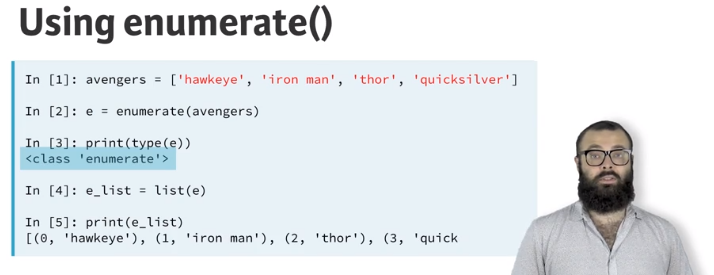 Using enumerate()
In [1]: avengers = ['hawkeye', 'iron man', 'thor', 'quicksilver']
In [2]: e = enumerate(avengers)
In [3]: print(type(e))
<class 'enumerate'>
In [4]: e_list = list(e)
In [5]: print(e_list)
[(0, 'hawkeye'), (1, 'iron man'), (2, 'thor'), (3, 'quick